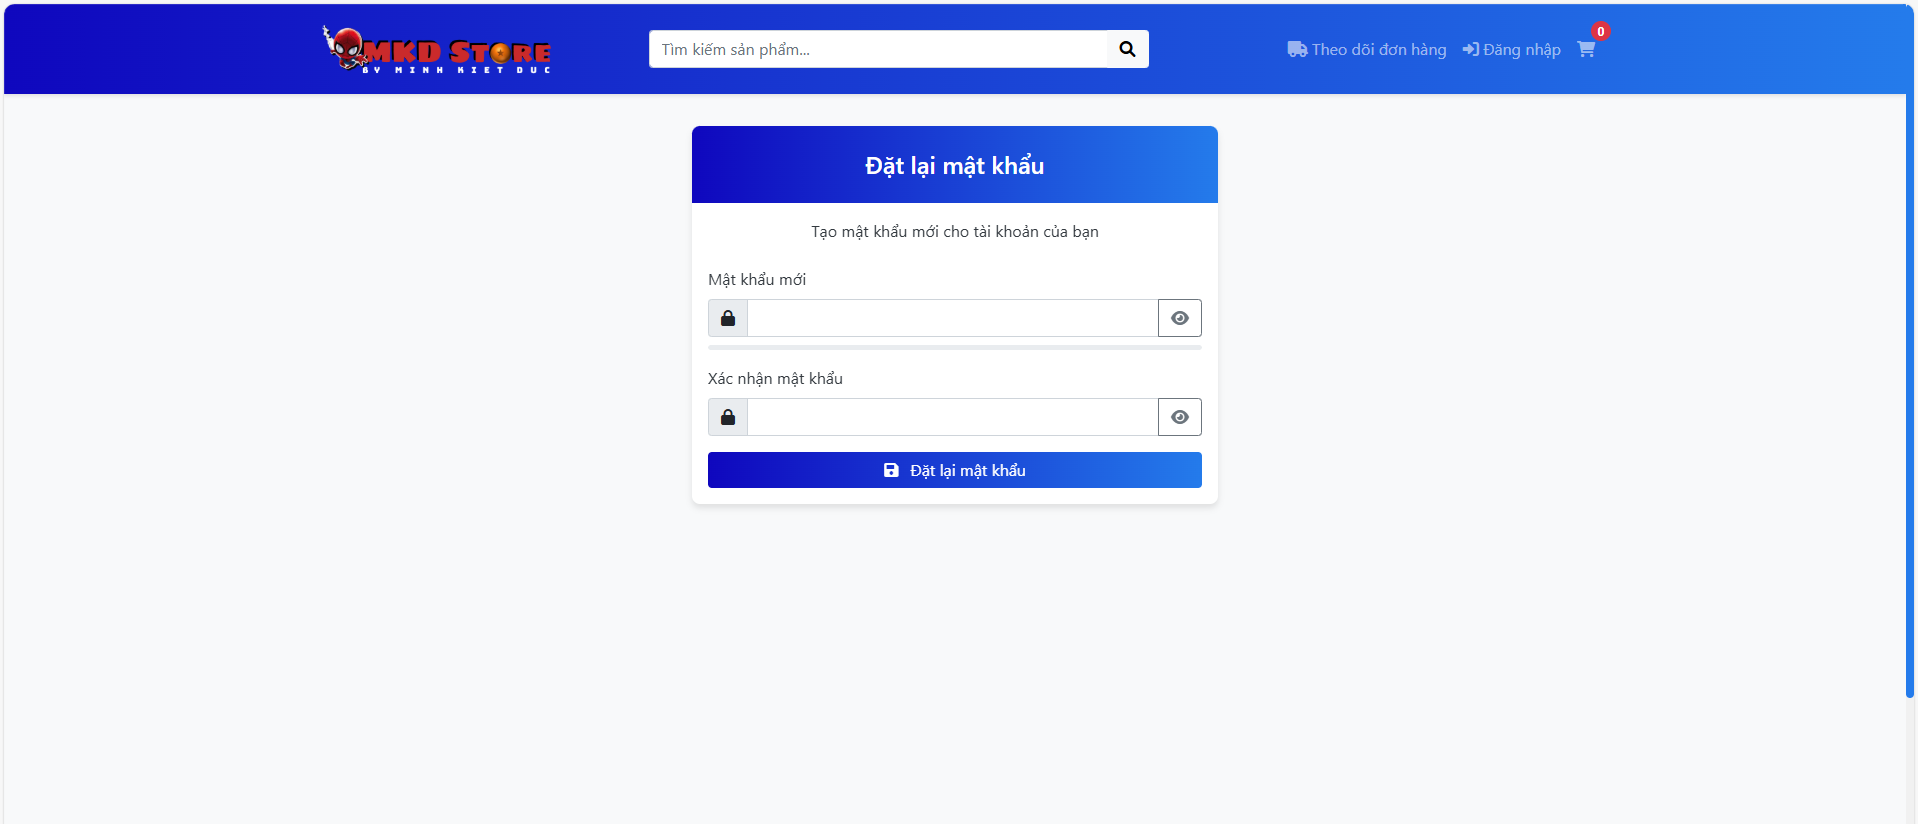 MKD STORE
BY MINH KIET DUC
Tìm kiếm sản phẩm...
Theo dõi đơn hàng
Đăng nhập
0
Đặt lại mật khẩu
Tạo mật khẩu mới cho tài khoản của bạn
Mật khẩu mới
Xác nhận mật khẩu
Đặt lại mật khẩu